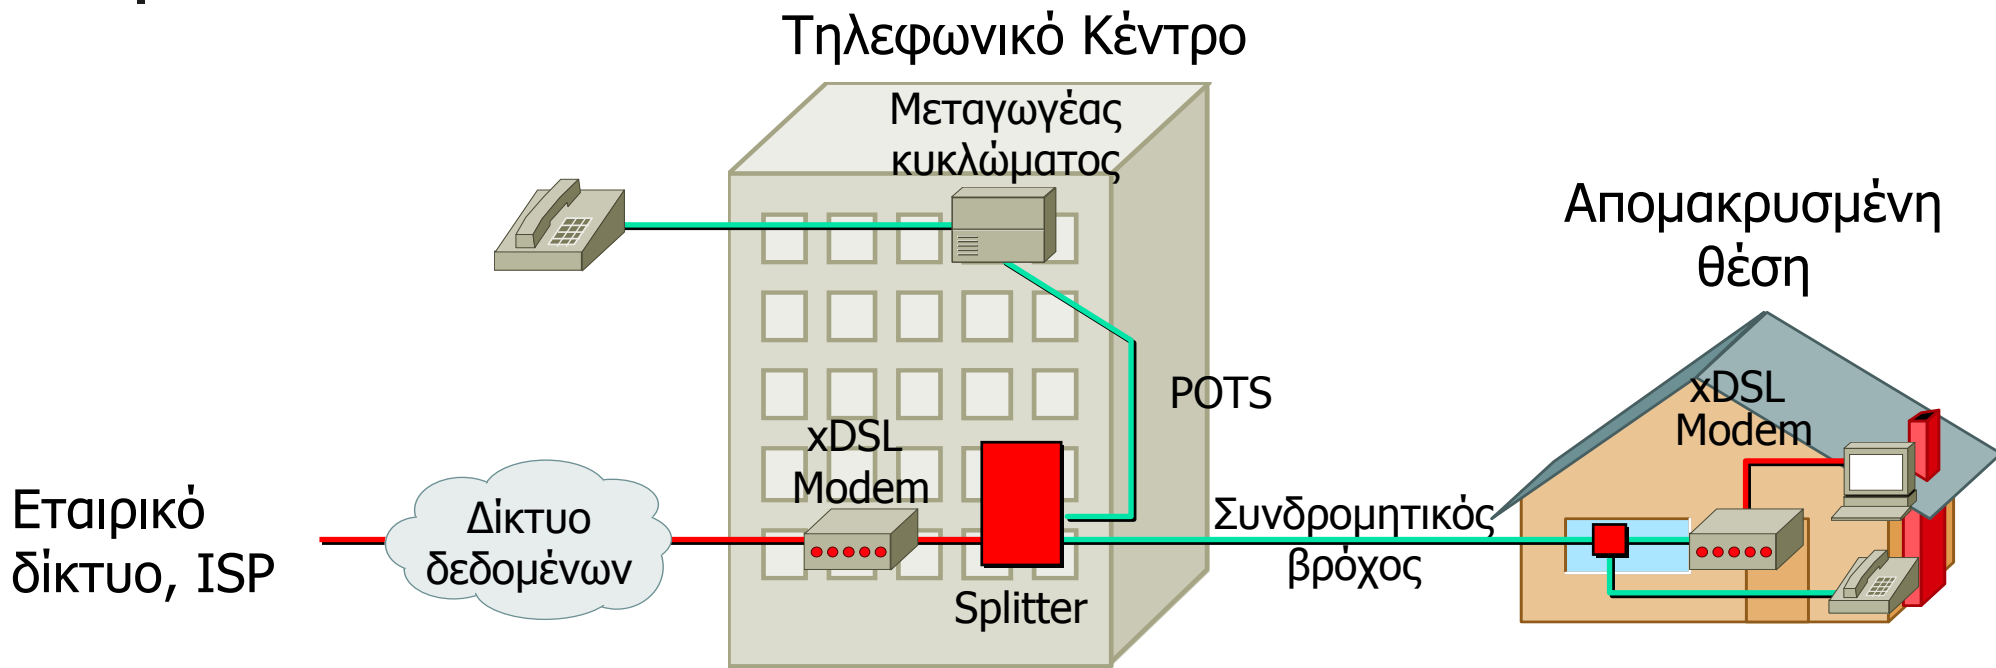 Τηλεφωνικό Κέντρο
Μεταγωγέας
κυκλώματος
Απομακρυσμένη
θέση
POTS
xDSL
Modem
xDSL
Modem
Εταιρικό
δίκτυο, ISP
Δίκτυο
δεδομένων
Συνδρομητικός
βρόχος
Splitter